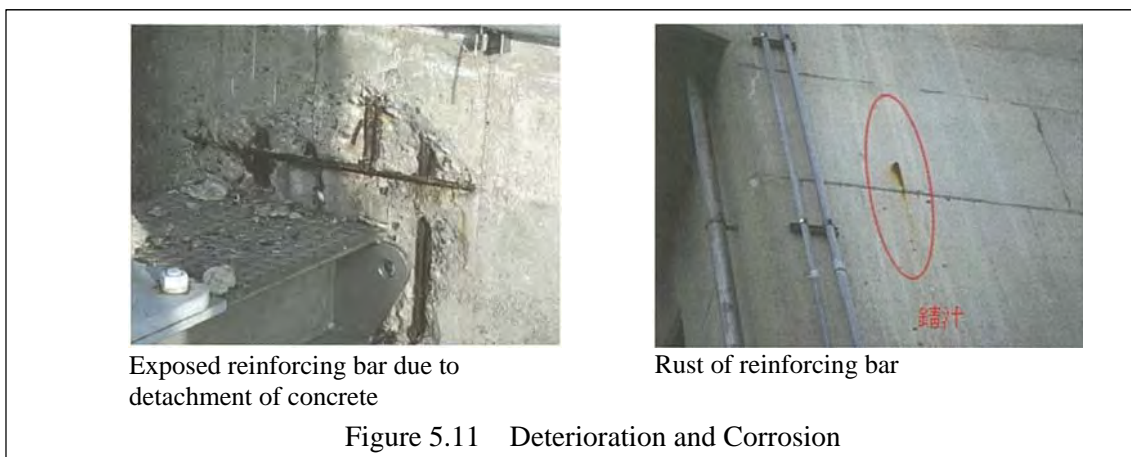 錆汁
Exposed reinforcing bar due to
detachment of concrete
Rust of reinforcing bar
Figure 5.11 Deterioration and Corrosion